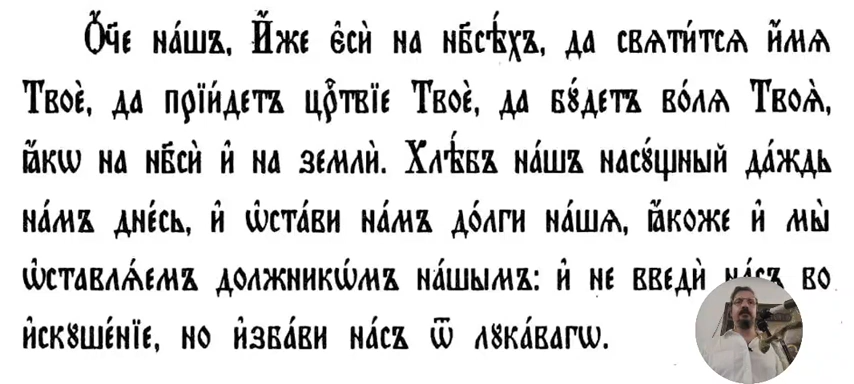 Ѻ҆́ч҃е на́шъ, И҆́же є҆сѝ на нб҃сѣ́хъ, да свѧти́тсѧ и҆́мѧ
Твоѐ, да прїи́детъ црⷭ҇твїе Твоѐ, да бꙋ́детъ во́лѧ Твоѧ̀,
ꙗ҆́кѡ на нб҃сѝ и҆ на землѝ. Хлѣ́бъ на́шъ насꙋ́щный да́ждь
на́мъ дне́сь, и҆ ѡ҆ста́ви на́мъ до́лги на́шѧ, ꙗ҆́коже и҆ мы̀
ѡ҆ставлѧ́емъ должникѡ́мъ на́шымъ: и҆ не введѝ на́съ во
и҆скꙋше́нїе, но и҆зба́ви на́съ ѿ лꙋка́вагѡ.